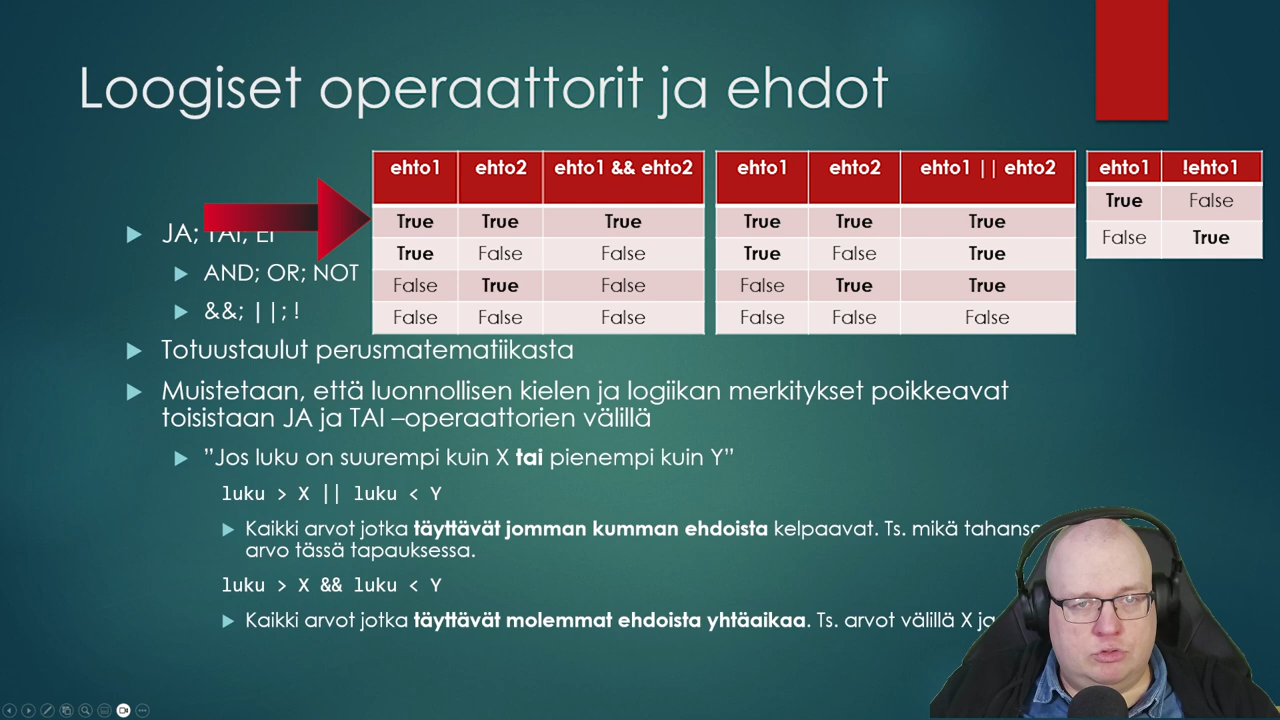 Loogiset operaattorit ja ehdot
JA; TAI; EI
AND; OR; NOT
&&; ||; !
ehto1 ehto2 ehto1 && ehto2
True True True
True False False
False True False
False False False
ehto1 ehto2 ehto1 || ehto2
True True True
True False True
False True True
False False False
ehto1 !ehto1
True False
False True
Totuustaulut perusmatematiikasta
Muistetaan, että luonnollisen kielen ja logiikan merkitykset poikkeavat
toisistaan JA ja TAI –operaattorien välillä
”Jos luku on suurempi kuin X tai pienempi kuin Y”
luku > X || luku < Y
Kaikki arvot jotka täyttävät jomman kumman ehdoista kelpaavat. Ts. mikä tahansa
arvo tässä tapauksessa.
luku > X && luku < Y
Kaikki arvot jotka täyttävät molemmat ehdoista yhtäaikaa. Ts. arvot välillä X ja